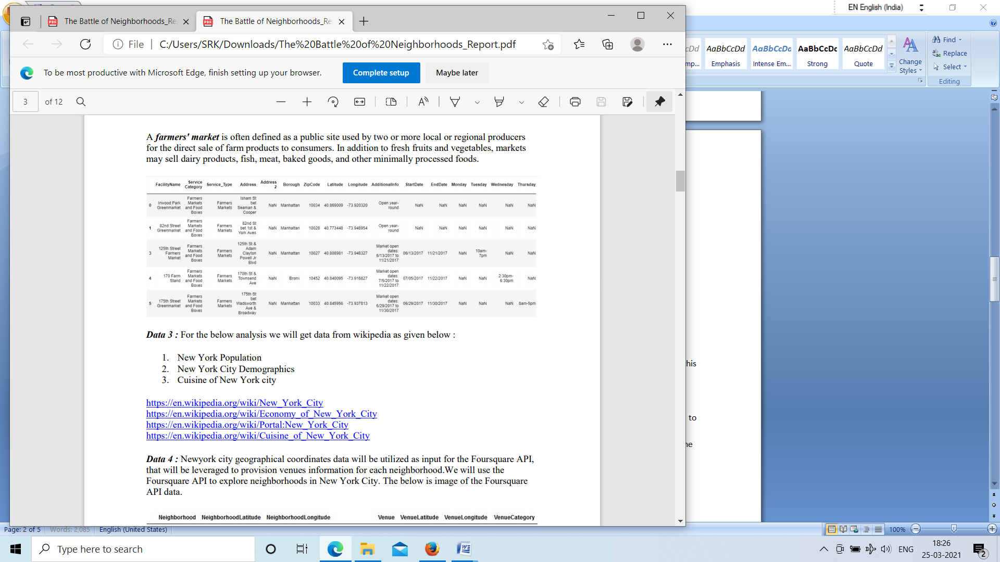 EN English (India)
The Battle of Neighborhoods_Re
The Battle of Neighborhoods_Re
File
C:/Users/SRK/Downloads/The%20Battle%20of%20Neighborhoods_Report.pdf
To be most productive with Microsoft Edge, finish setting up your browser.
Complete setup
Maybe later
3 of 12
AaBbCcDd AaBbCcDd AaBbCcDc AaBbCcDd
mp... Emphasis Intense Em... Strong Quote
Change Styles
Find
Replace
Select
Editing
A farmers' market is often defined as a public site used by two or more local or regional producers
for the direct sale of farm products to consumers. In addition to fresh fruits and vegetables, markets
may sell dairy products, fish, meat, baked goods, and other minimally processed foods.
FacilityName Service Category Service_Type Address Address 2 Borough ZipCode Latitude Longitude AdditionalInfo StartDate EndDate Monday Tuesday Wednesday Thursday
0 Inwood Park Greenmarket Farmers Markets and Food Boxes Farmers Markets Isham St bet Seaman & Cooper NaN Manhattan 10034 40.869009 -73.920320 Open year-round NaN NaN NaN NaN NaN NaN
1 82nd Street Greenmarket Farmers Markets and Food Boxes Farmers Markets 82nd St bet 1st & York Aves NaN Manhattan 10028 40.773448 -73.948954 Open year-round NaN NaN NaN NaN NaN NaN
3 125th Street Farmers Market Farmers Markets and Food Boxes Farmers Markets 125th St & Adam Clayton Powell Jr Blvd NaN Manhattan 10027 40.808981 -73.948327 Market open dates: 6/13/2017 to 11/21/2017 06/13/2017 11/21/2017 NaN 10am-7pm NaN NaN
4 170 Farm Stand Farmers Markets and Food Boxes Farmers Markets 170th St & Townsend Ave NaN Bronx 10452 40.840095 -73.916827 Market open dates: 7/5/2017 to 11/22/2017 07/05/2017 11/22/2017 NaN NaN 2:30pm-6:30pm NaN
5 175th Street Greenmarket Farmers Markets and Food Boxes Farmers Markets 175th St bet Wadsworth Ave & Broadway NaN Manhattan 10033 40.845956 -73.937813 Market open dates: 6/29/2017 to 11/30/2017 06/29/2017 11/30/2017 NaN NaN NaN 8am-5pm
Data 3 : For the below analysis we will get data from wikipedia as given below :
1. New York Population
2. New York City Demographics
3. Cuisine of New York city
https://en.wikipedia.org/wiki/New_York_City
https://en.wikipedia.org/wiki/Economy_of_New_York_City
https://en.wikipedia.org/wiki/Portal:New_York_City
https://en.wikipedia.org/wiki/Cuisine_of_New_York_City
Data 4 : Newyork city geographical coordinates data will be utilized as input for the Foursquare API,
that will be leveraged to provision venues information for each neighborhood.We will use the
Foursquare API to explore neighborhoods in New York City. The below is image of the Foursquare
API data.
Neighborhood NeighborhoodLatitude NeighborhoodLongitude Venue VenueLatitude VenueLongitude VenueCategory
his
to
Page: 2 of 5 Words: 2,085 English (United States)
100%
Type here to search
ENG
18:26
25-03-2021
2